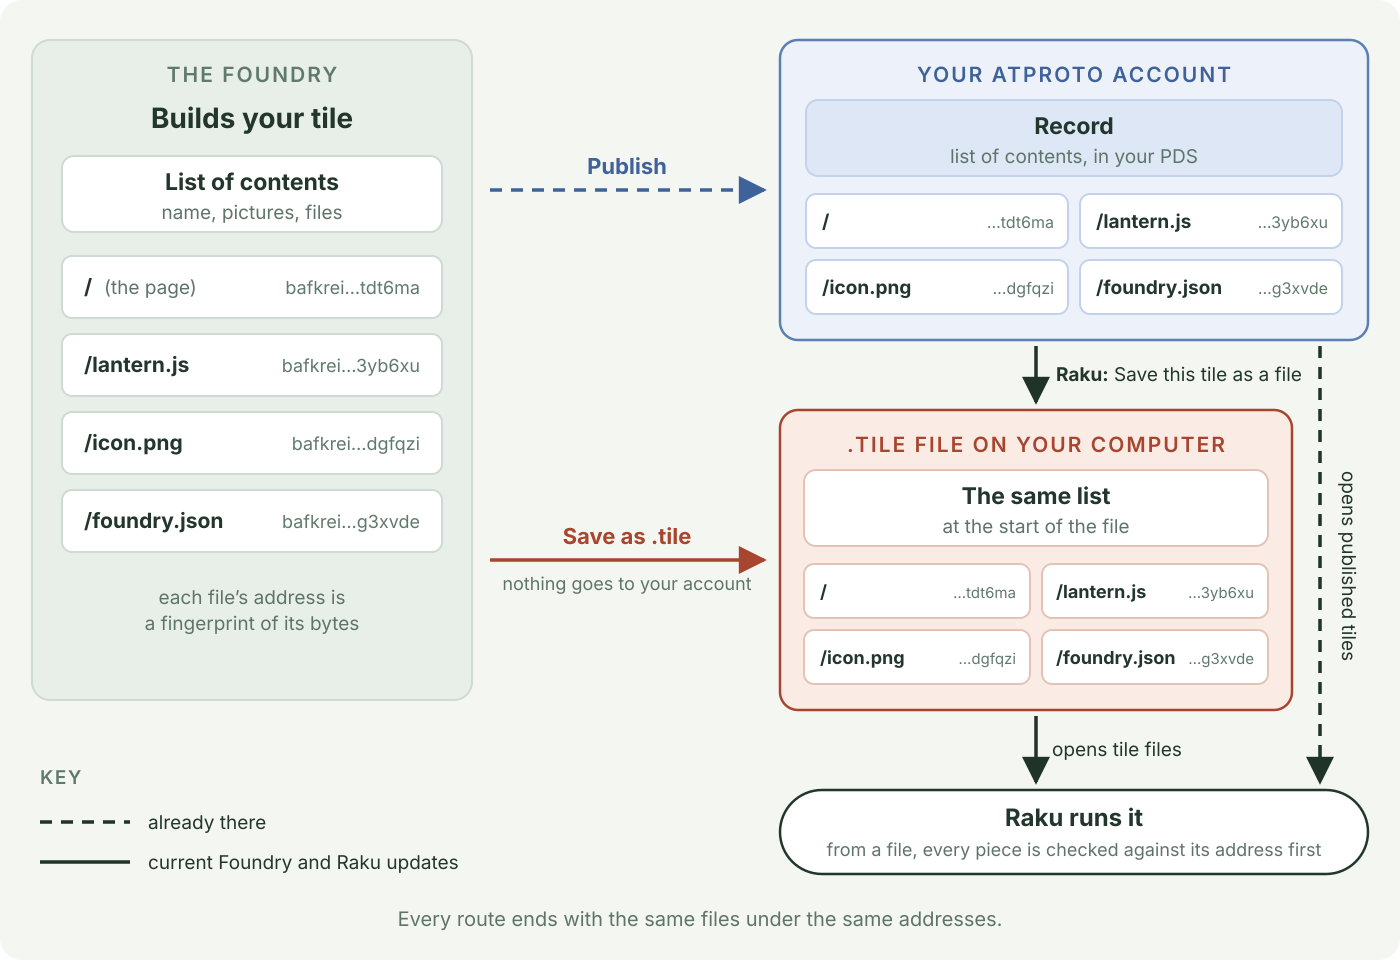 THE FOUNDRY
Builds your tile
List of contents
name, pictures, files
/ (the page) bafkrei...tdt6ma
/lantern.js bafkrei...3yb6xu
/icon.png bafkrei...dgfqzi
/foundry.json bafkrei...g3xvde
each file’s address is
a fingerprint of its bytes
Publish
Save as .tile
nothing goes to your account
YOUR ATPROTO ACCOUNT
Record
list of contents, in your PDS
/ ...tdt6ma
/lantern.js ...3yb6xu
/icon.png ...dgfqzi
/foundry.json ...g3xvde
Raku: Save this tile as a file
.TILE FILE ON YOUR COMPUTER
The same list
at the start of the file
/ ...tdt6ma
/lantern.js ...3yb6xu
/icon.png ...dgfqzi
/foundry.json ...g3xvde
opens published tiles
opens tile files
Raku runs it
from a file, every piece is checked against its address first
KEY
already there
current Foundry and Raku updates
Every route ends with the same files under the same addresses.